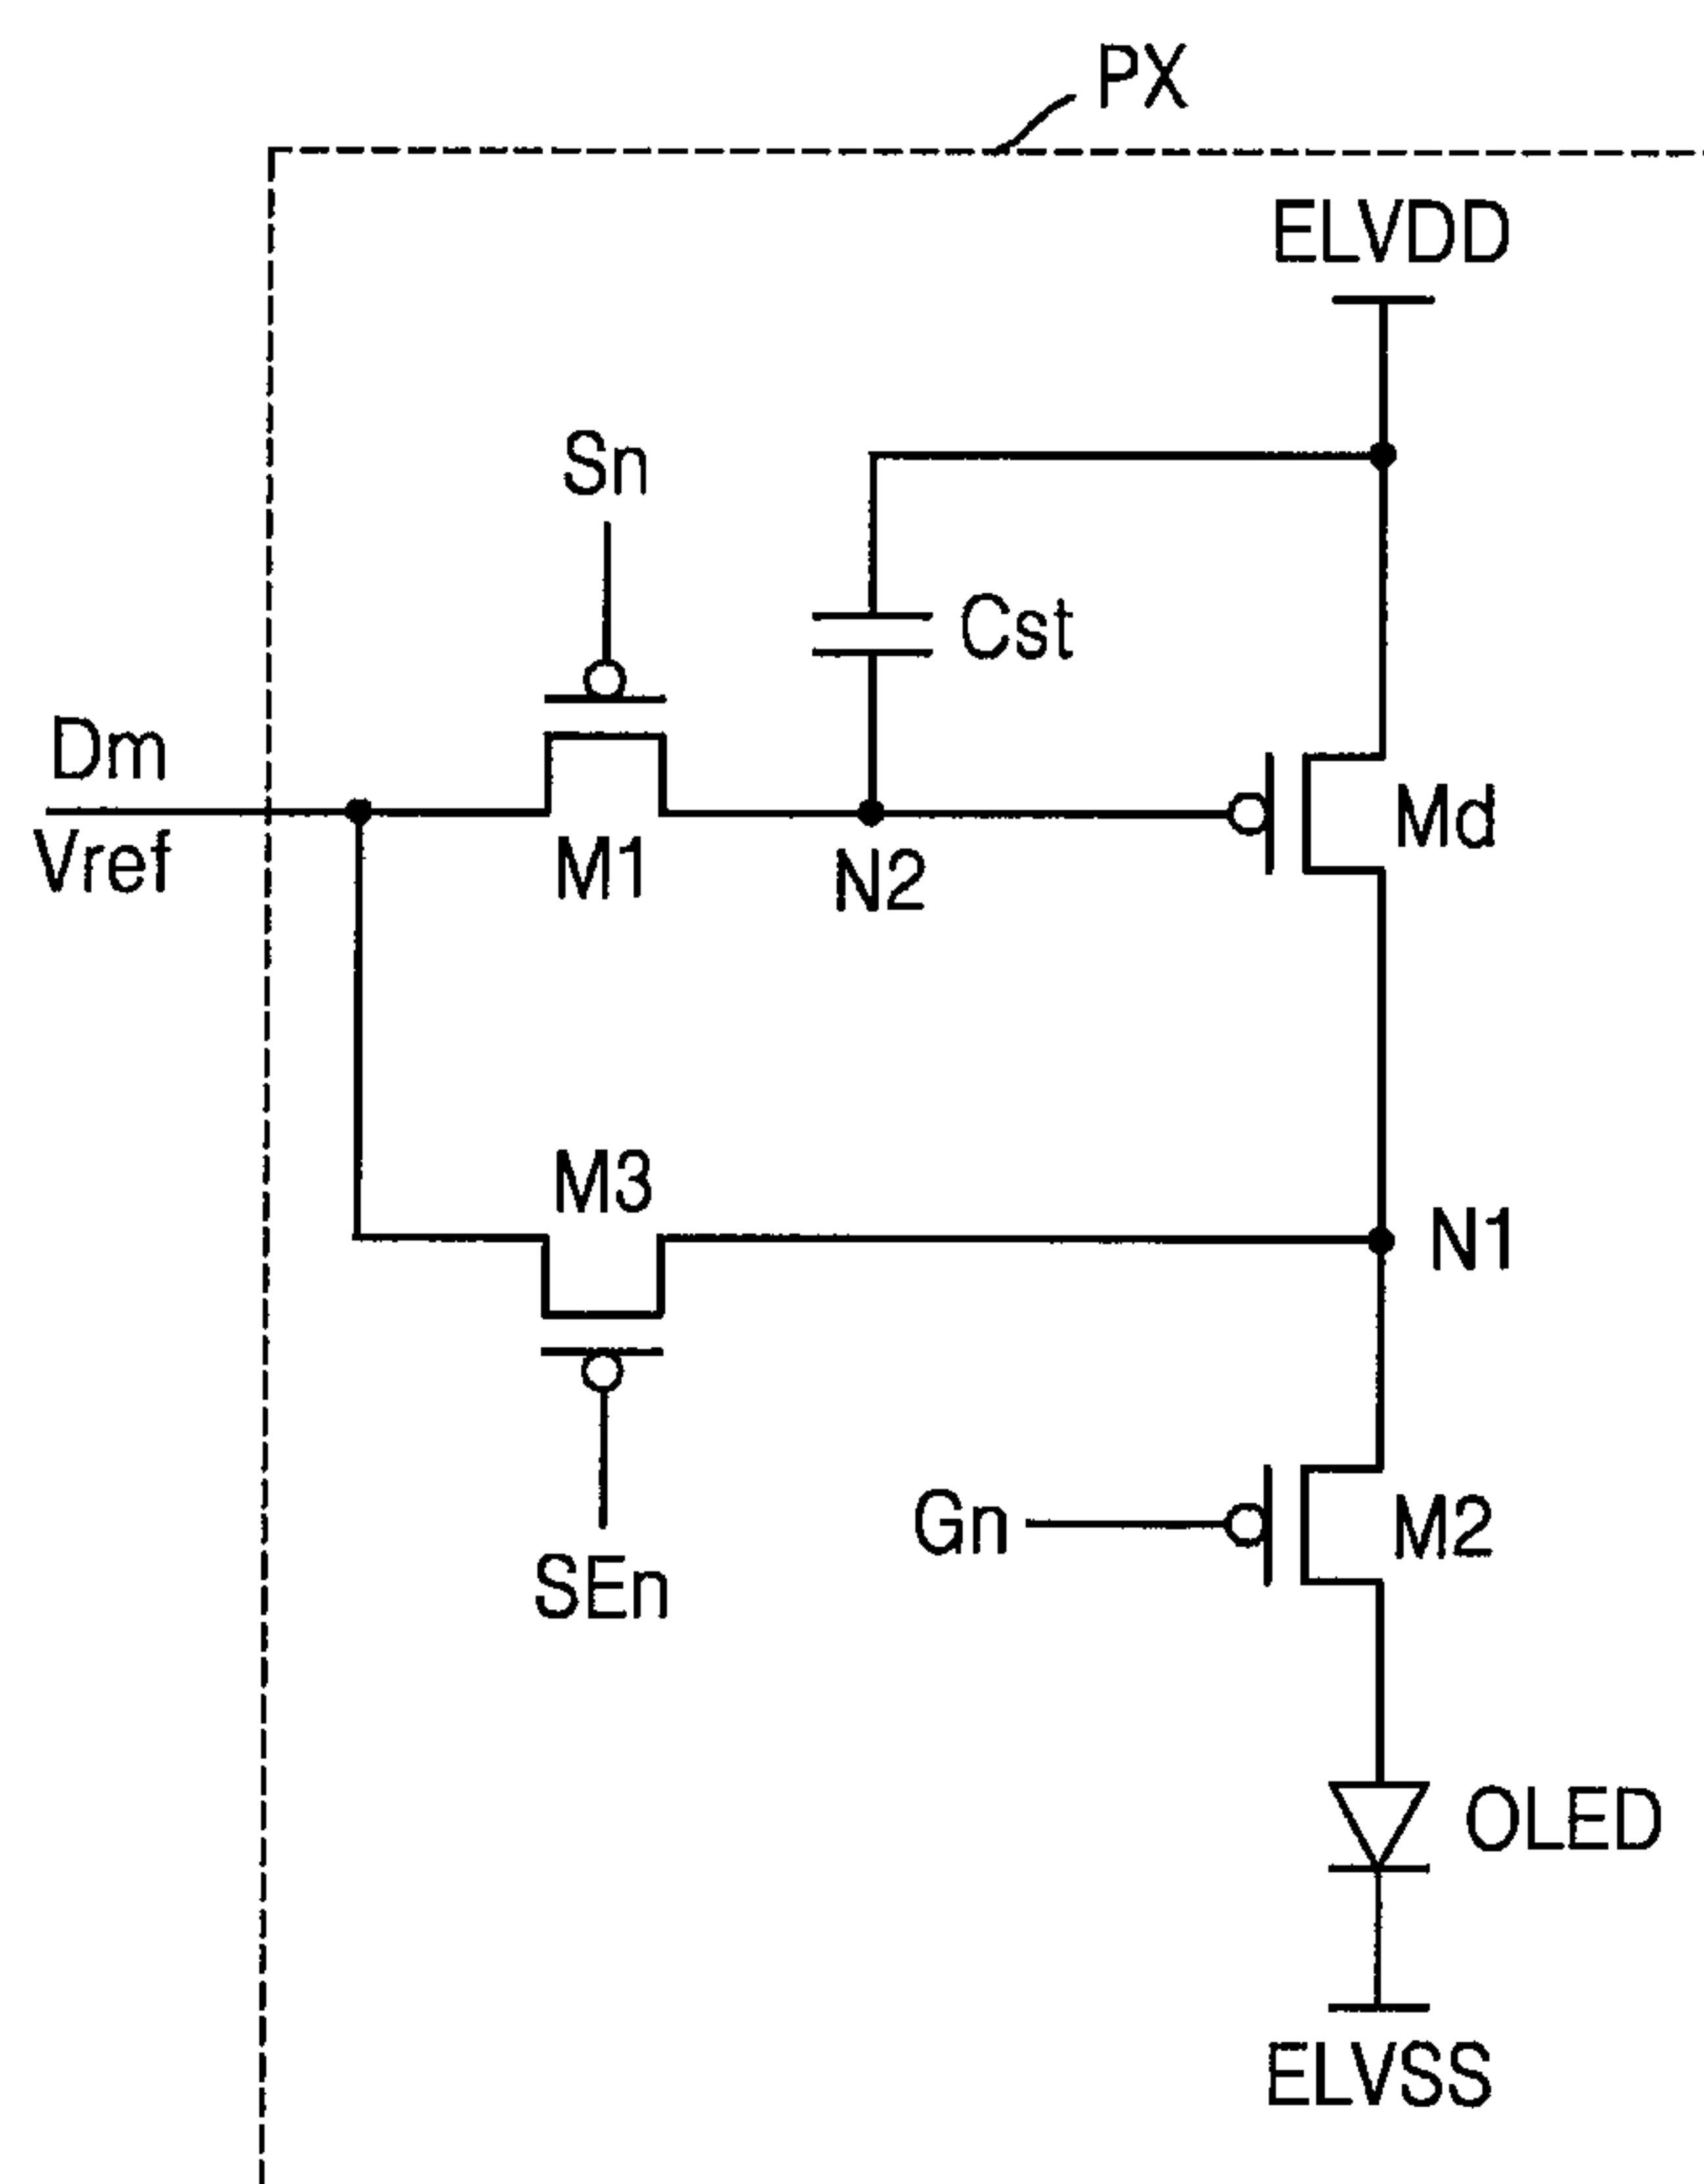 PX
ELVDD
Sn
Cst
Dm
Vref
M1
N2
Md
M3
N1
Gn
M2
SEn
OLED
ELVSS